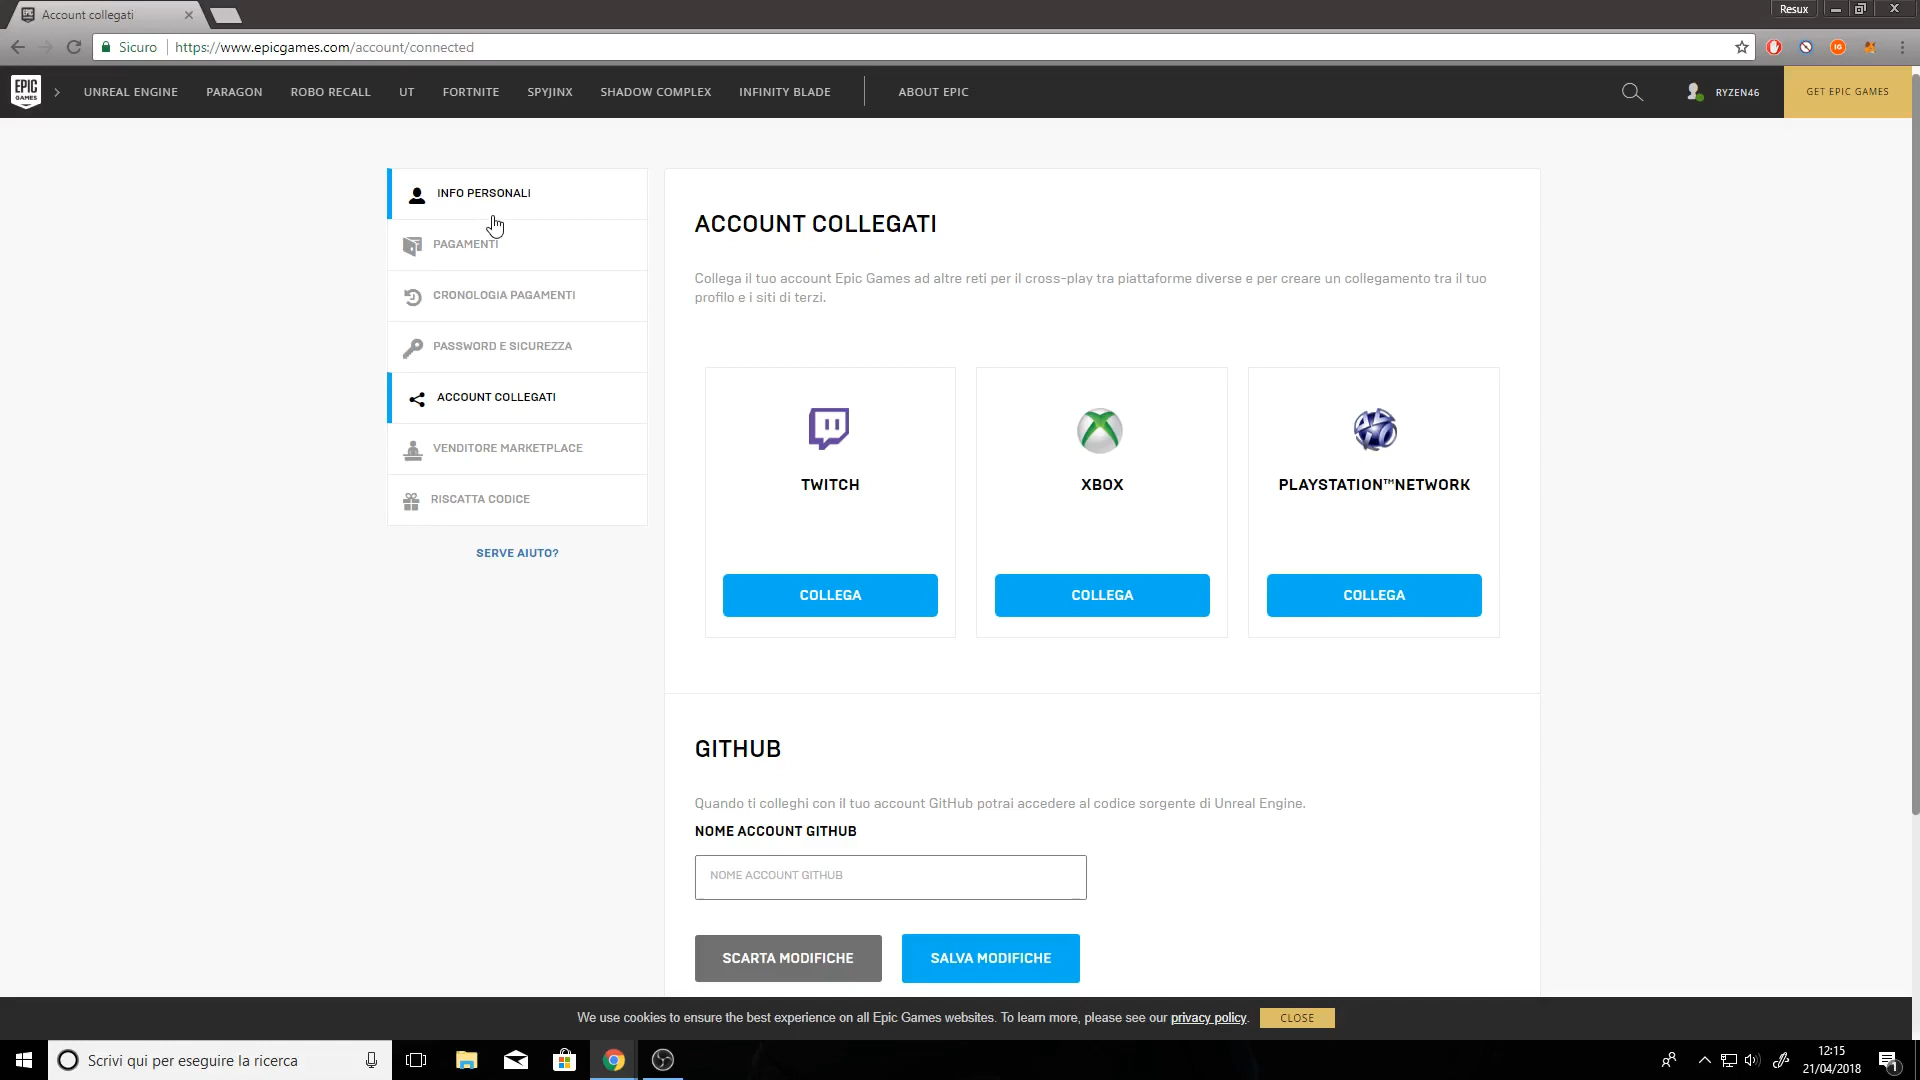 Account collegati
Resux
Sicuro
https://www.epicgames.com/account/connected
EPIC GAMES
UNREAL ENGINE
PARAGON
ROBO RECALL
UT
FORTNITE
SPYJINX
SHADOW COMPLEX
INFINITY BLADE
ABOUT EPIC
RYZEN46
GET EPIC GAMES
INFO PERSONALI
PAGAMENTI
CRONOLOGIA PAGAMENTI
PASSWORD E SICUREZZA
ACCOUNT COLLEGATI
VENDITORE MARKETPLACE
RISCATTA CODICE
SERVE AIUTO?
ACCOUNT COLLEGATI
Collega il tuo account Epic Games ad altre reti per il cross-play tra piattaforme diverse e per creare un collegamento tra il tuo
profilo e i siti di terzi.
TWITCH
XBOX
PLAYSTATION™NETWORK
COLLEGA
COLLEGA
COLLEGA
GITHUB
Quando ti colleghi con il tuo account GitHub potrai accedere al codice sorgente di Unreal Engine.
NOME ACCOUNT GITHUB
NOME ACCOUNT GITHUB
SCARTA MODIFICHE
SALVA MODIFICHE
We use cookies to ensure the best experience on all Epic Games websites. To learn more, please see our privacy policy.
CLOSE
Scrivi qui per eseguire la ricerca
12:15
21/04/2018
1